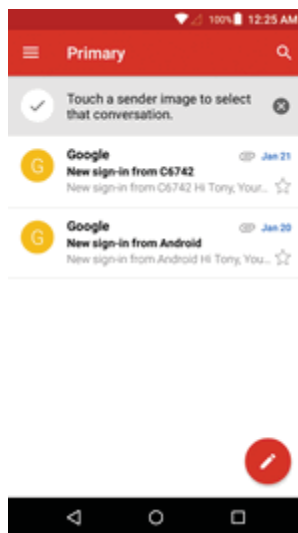 100% 12:25 AM
Primary
Touch a sender image to select
that conversation.
G
Google
Jan 21
New sign-in from C6742
New sign-in from C6742 Hi Tony, Your...
G
Google
Jan 20
New sign-in from Android
New sign-in from Android Hi Tony, You...